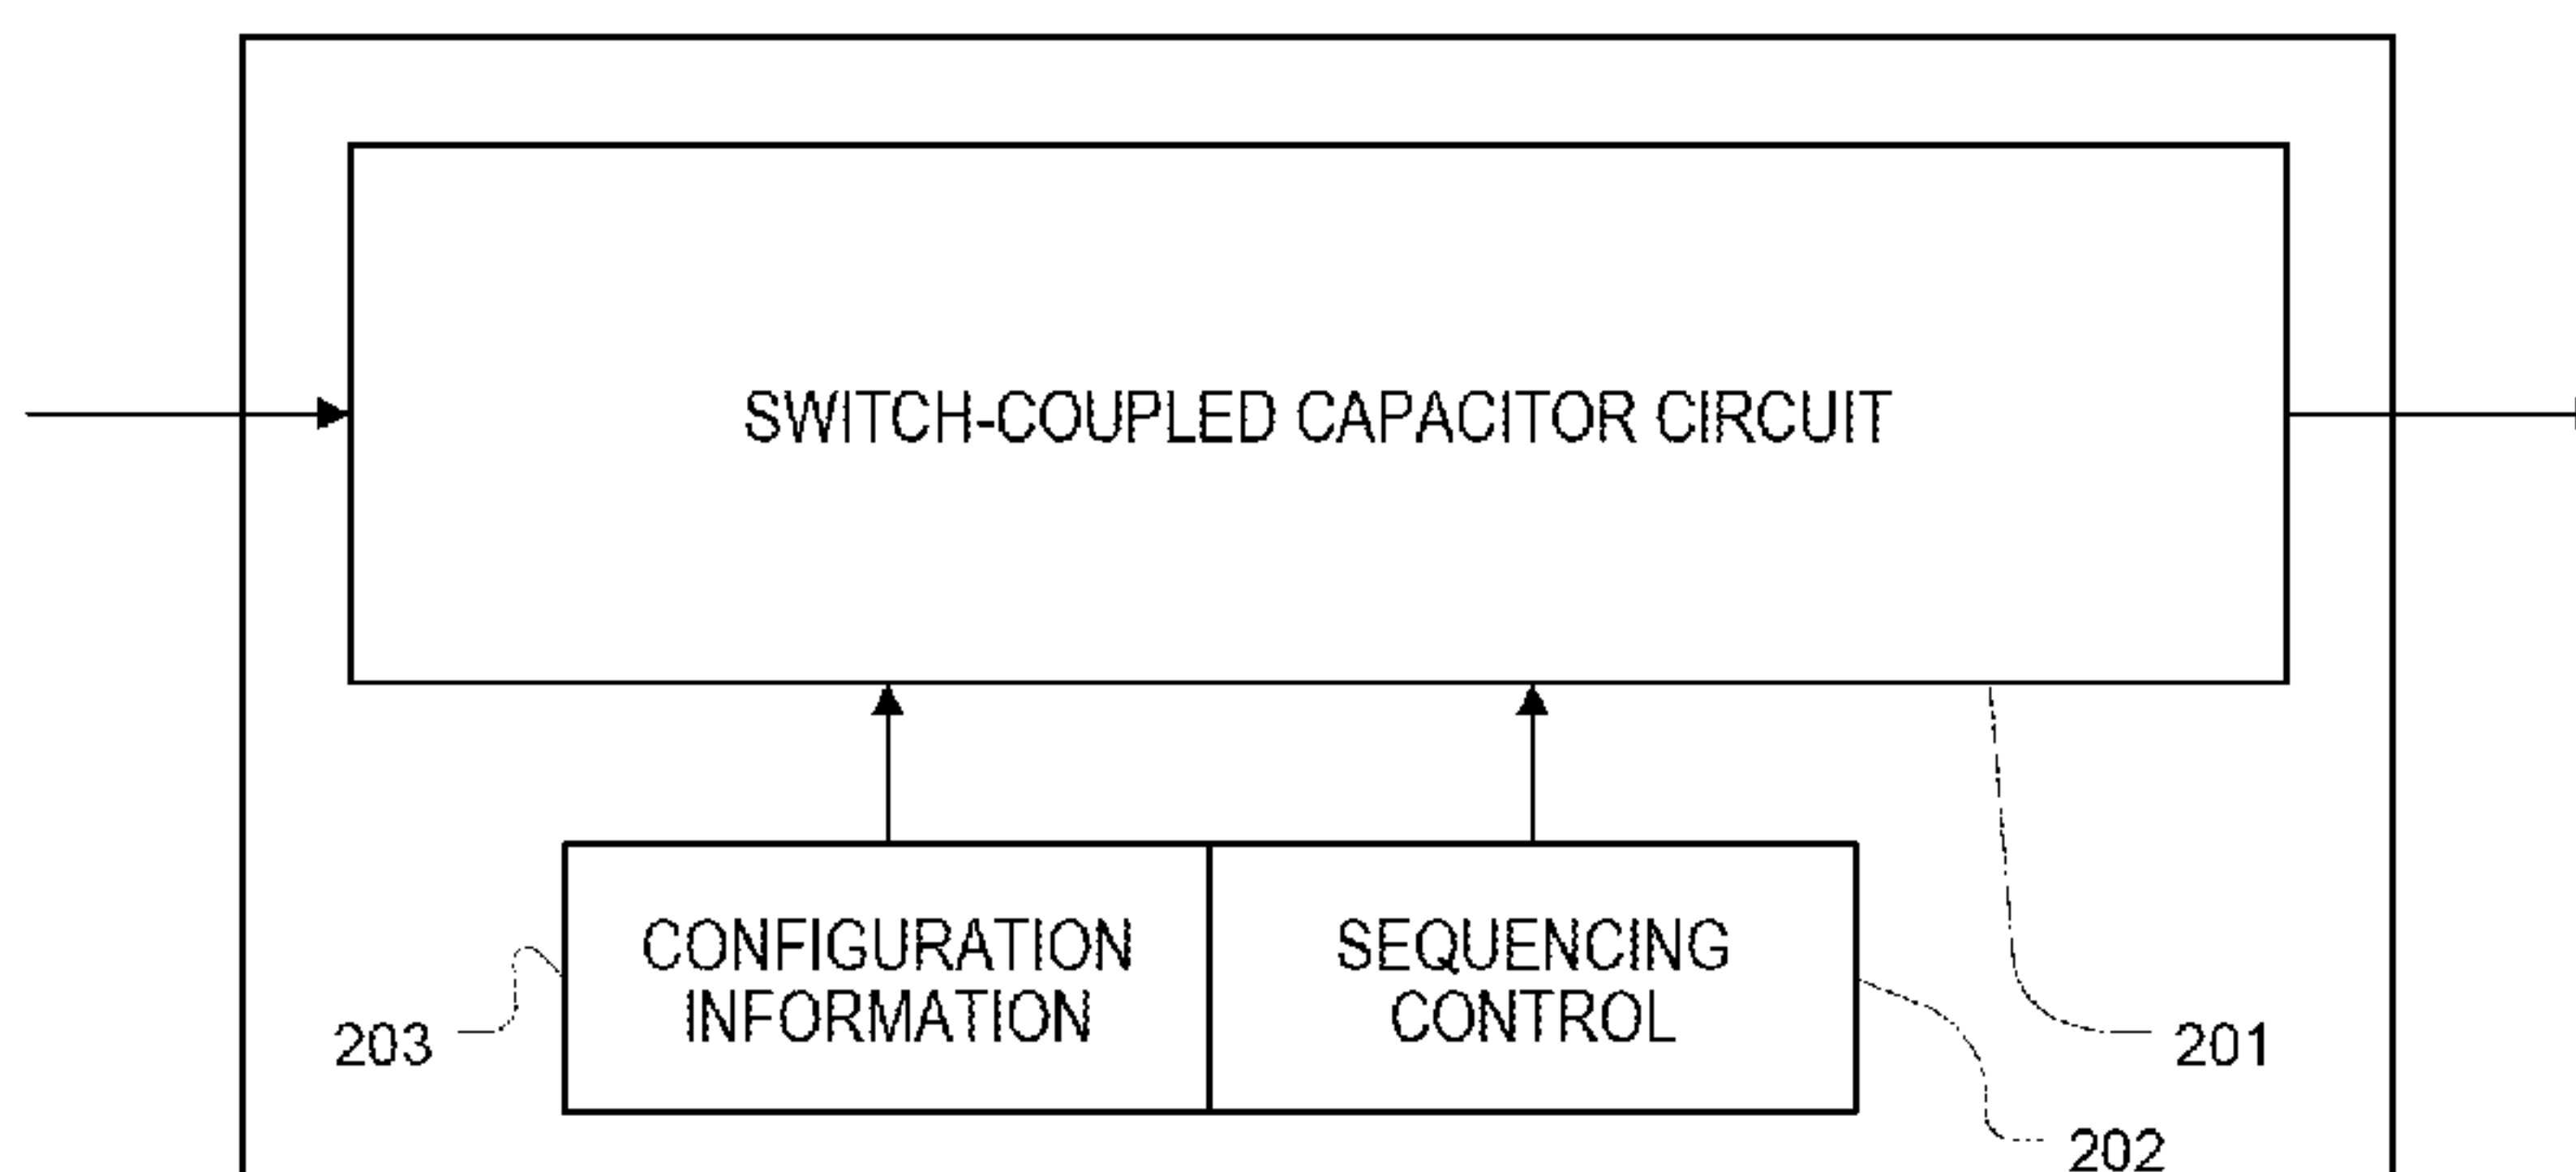 SWITCH-COUPLED CAPACITOR CIRCUIT
CONFIGURATION
INFORMATION
SEQUENCING
CONTROL
203
201
202